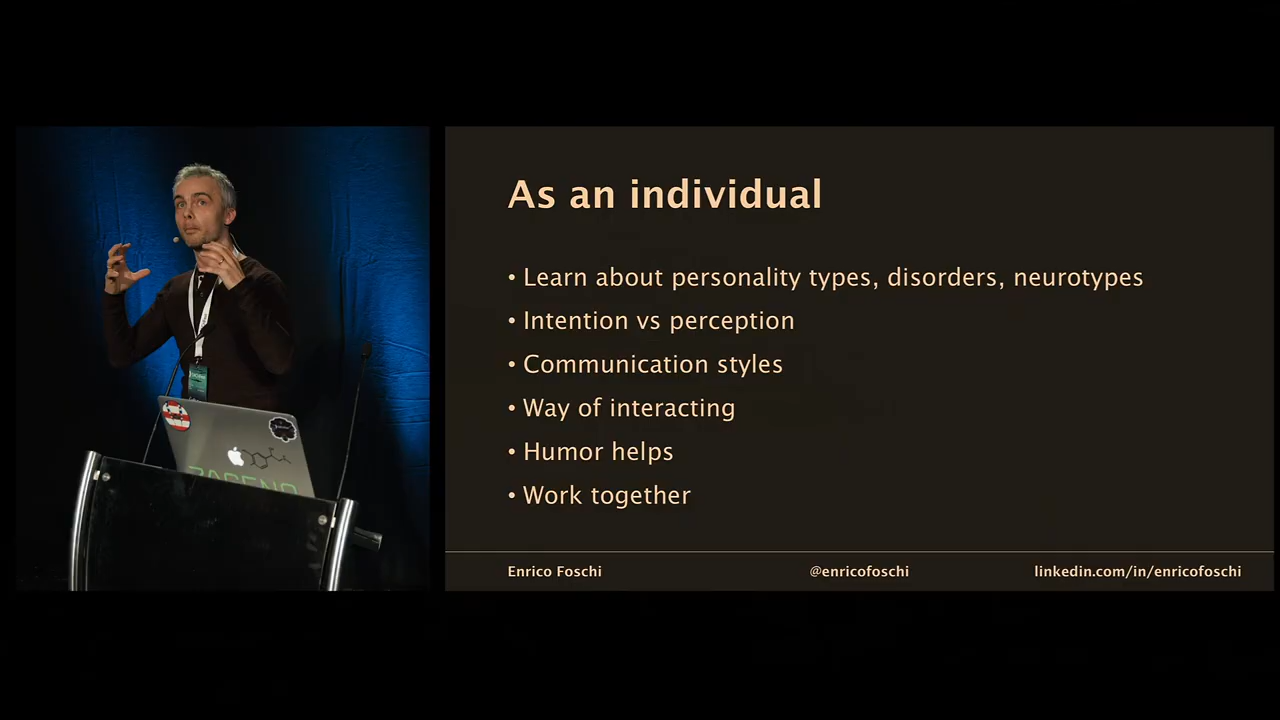 As an individual
• Learn about personality types, disorders, neurotypes
• Intention vs perception
• Communication styles
• Way of interacting
• Humor helps
• Work together
Enrico Foschi
@enricofoschi
linkedin.com/in/enricofoschi
ZAGENO